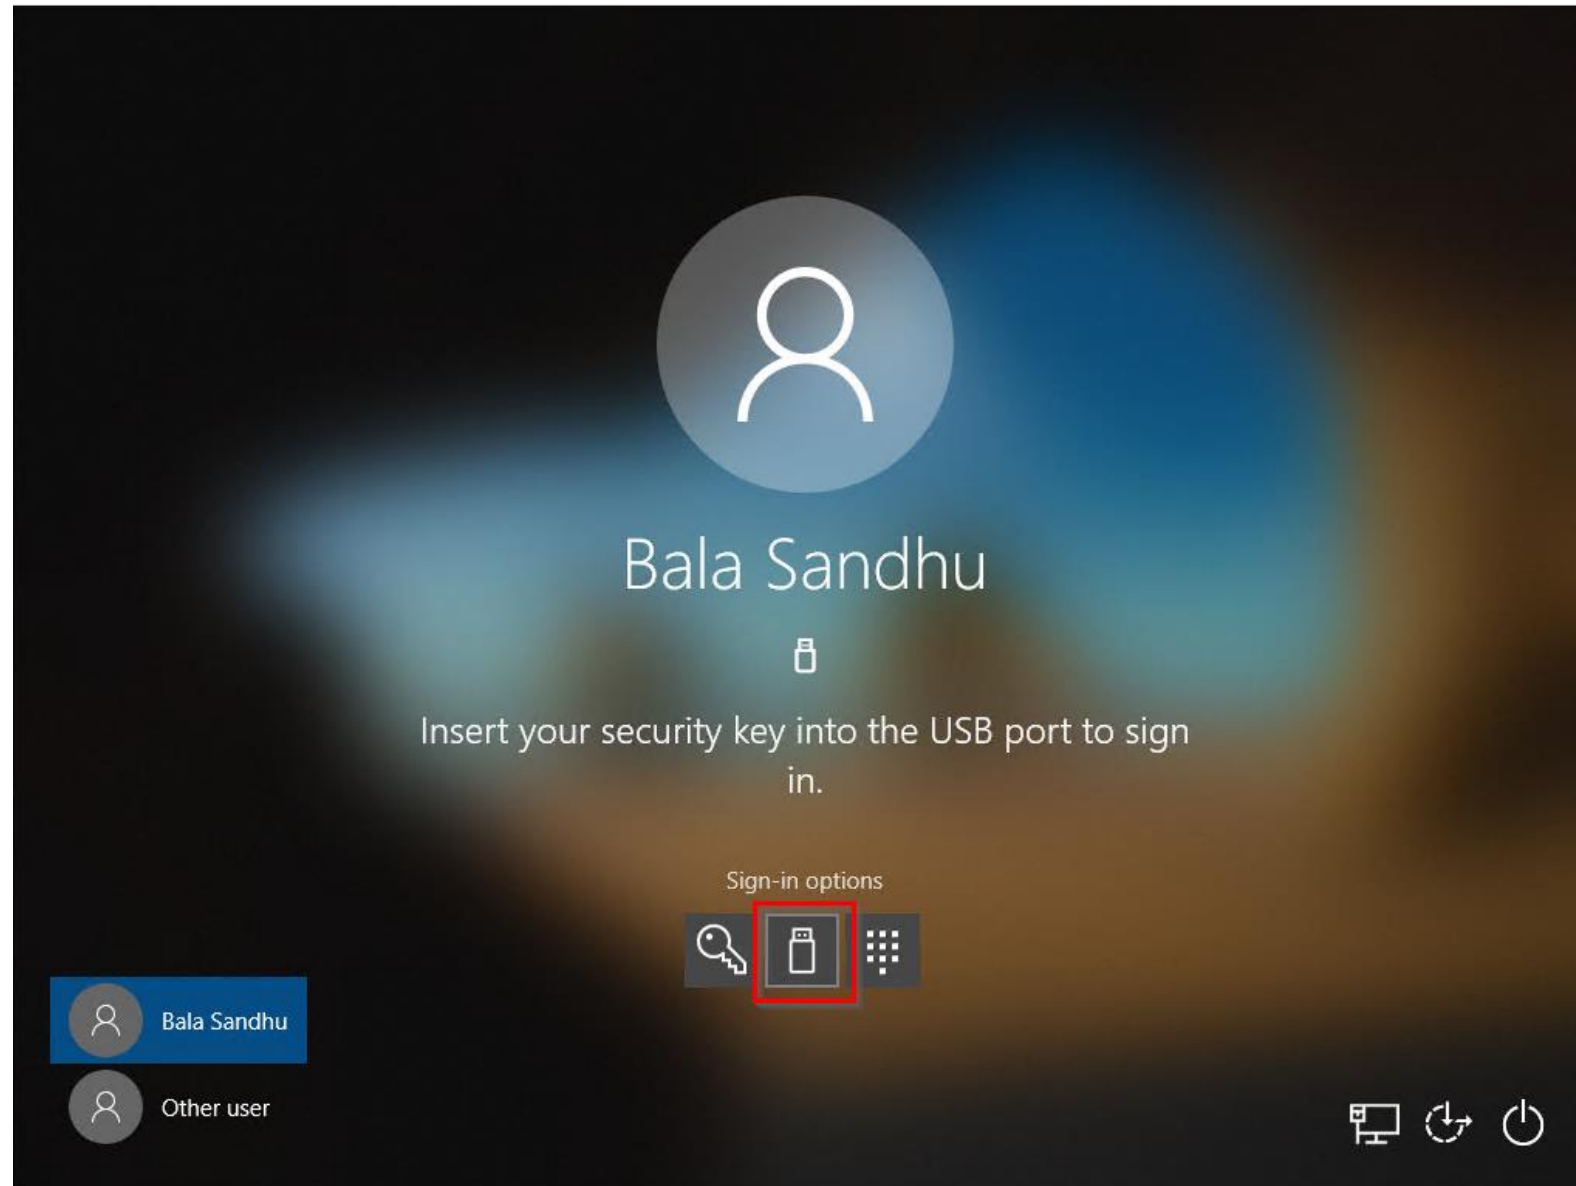 Bala Sandhu
Insert your security key into the USB port to sign
in.
Sign-in options
Bala Sandhu
Other user